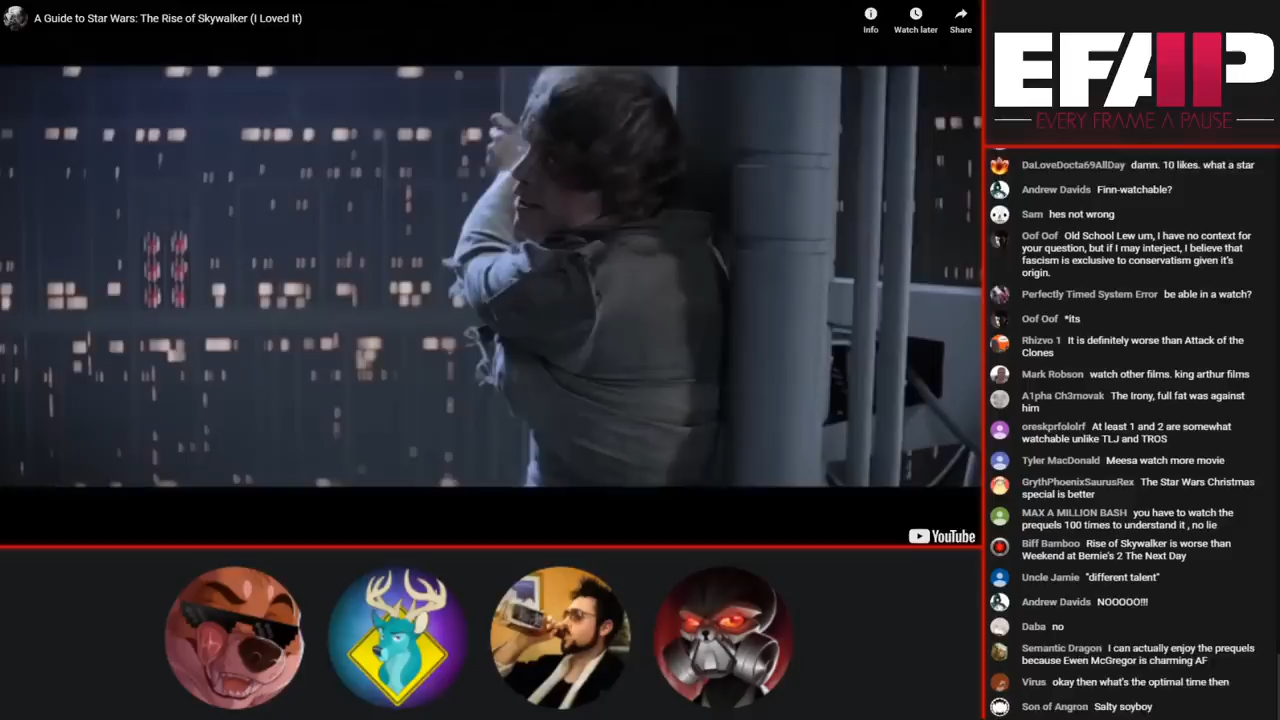 A Guide to Star Wars: The Rise of Skywalker (I Loved It)
Info
Watch later
Share
YouTube
EFAP
EVERY FRAME A PAUSE
DaLoveDocta69AllDay damn. 10 likes. what a star
Andrew Davids Finn-watchable?
Sam hes not wrong
Oof Oof Old School Lew um, I have no context for
your question, but if I may interject, I believe that
fascism is exclusive to conservatism given it's
origin.
Perfectly Timed System Error be able in a watch?
Oof Oof *its
Rhizvo 1 It is definitely worse than Attack of the
Clones
Mark Robson watch other films. king arthur films
A1pha Ch3rnovak The Irony, full fat was against
him
oreskprfololrf At least 1 and 2 are somewhat
watchable unlike TLJ and TROS
Tyler MacDonald Meesa watch more movie
GrythPhoenixSaurusRex The Star Wars Christmas
special is better
MAX A MILLION BASH you have to watch the
prequels 100 times to understand it , no lie
Biff Bamboo Rise of Skywalker is worse than
Weekend at Bernie's 2 The Next Day
Uncle Jamie "different talent"
Andrew Davids NOOOOO!!!
Daba no
Semantic Dragon I can actually enjoy the prequels
because Ewen McGregor is charming AF
Virus okay then what's the optimal time then
Son of Angron Salty soyboy